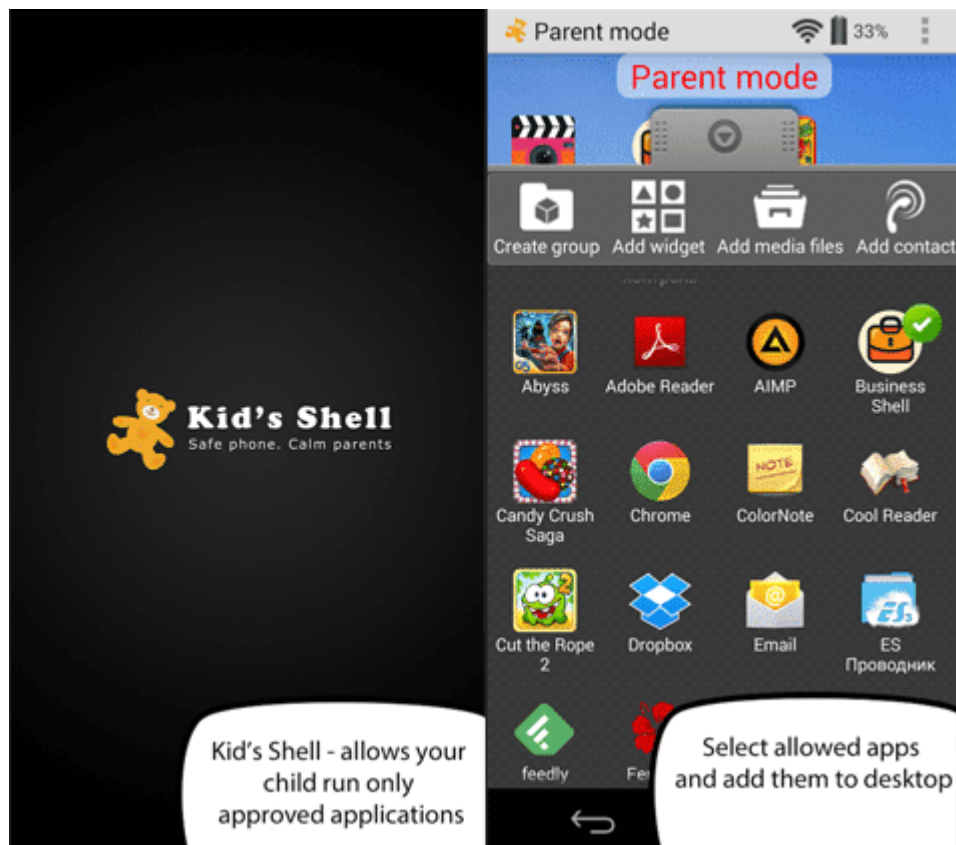 Kid's Shell
Safe phone. Calm parents
Kid's Shell - allows your
child run only
approved applications
Parent mode
33%
Parent mode
Create group Add widget Add media files Add contact
Abyss Adobe Reader AIMP Business
Shell
NOTE
Candy Crush Chrome ColorNote Cool Reader
Saga
2
@
ES3
Cut the Rope Dropbox Email ES
2 Проводник
feedly
Select allowed apps
and add them to desktop